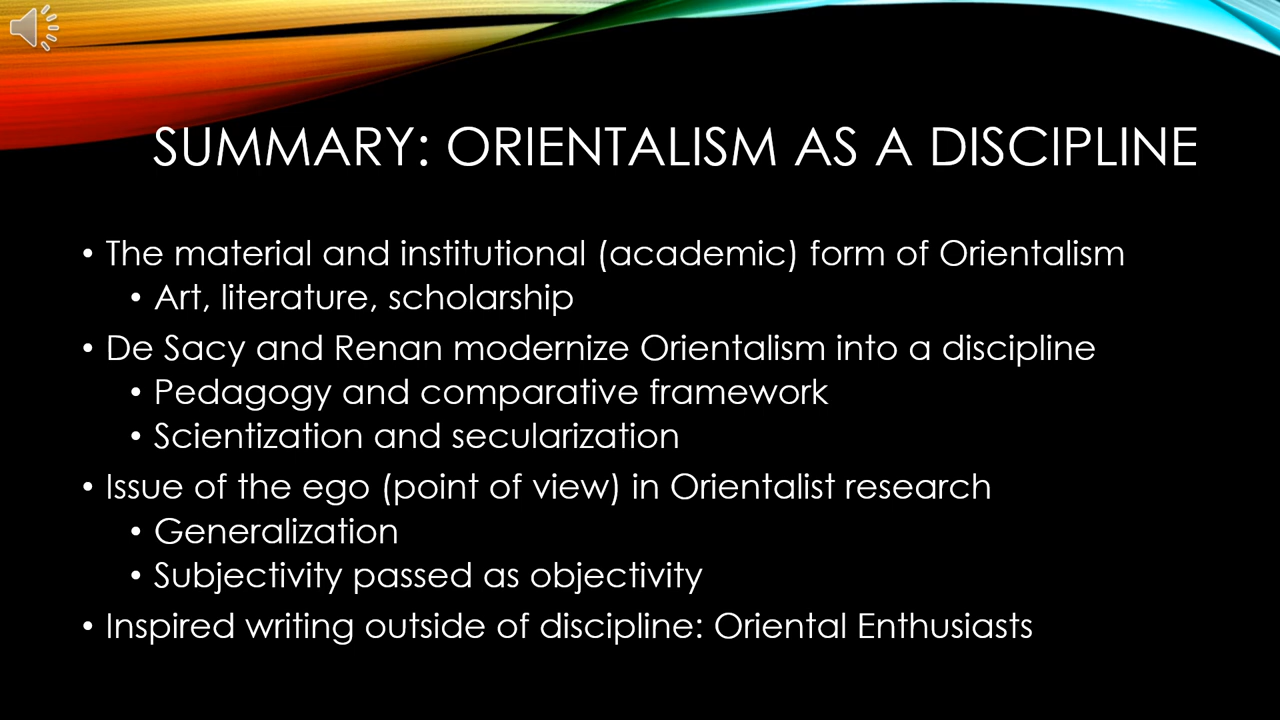 SUMMARY: ORIENTALISM AS A DISCIPLINE
• The material and institutional (academic) form of Orientalism
• Art, literature, scholarship
• De Sacy and Renan modernize Orientalism into a discipline
• Pedagogy and comparative framework
• Scientization and secularization
• Issue of the ego (point of view) in Orientalist research
• Generalization
• Subjectivity passed as objectivity
• Inspired writing outside of discipline: Oriental Enthusiasts